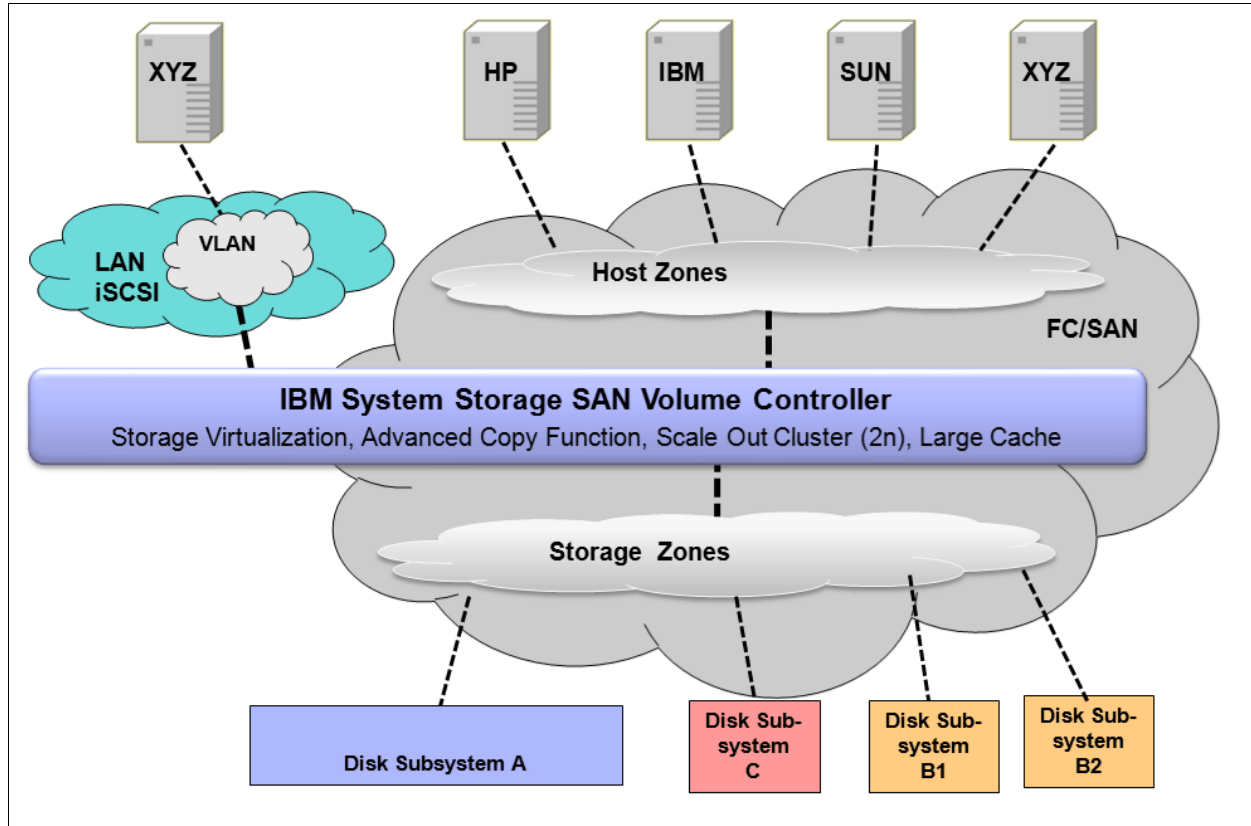 XYZ
HP
IBM
SUN
XYZ
VLAN
LAN
iSCSI
Host Zones
FC/SAN
IBM System Storage SAN Volume Controller
Storage Virtualization, Advanced Copy Function, Scale Out Cluster (2n), Large Cache
Storage Zones
Disk Subsystem A
Disk Sub-
system
C
Disk Sub-
system
B1
Disk Sub-
system
B2